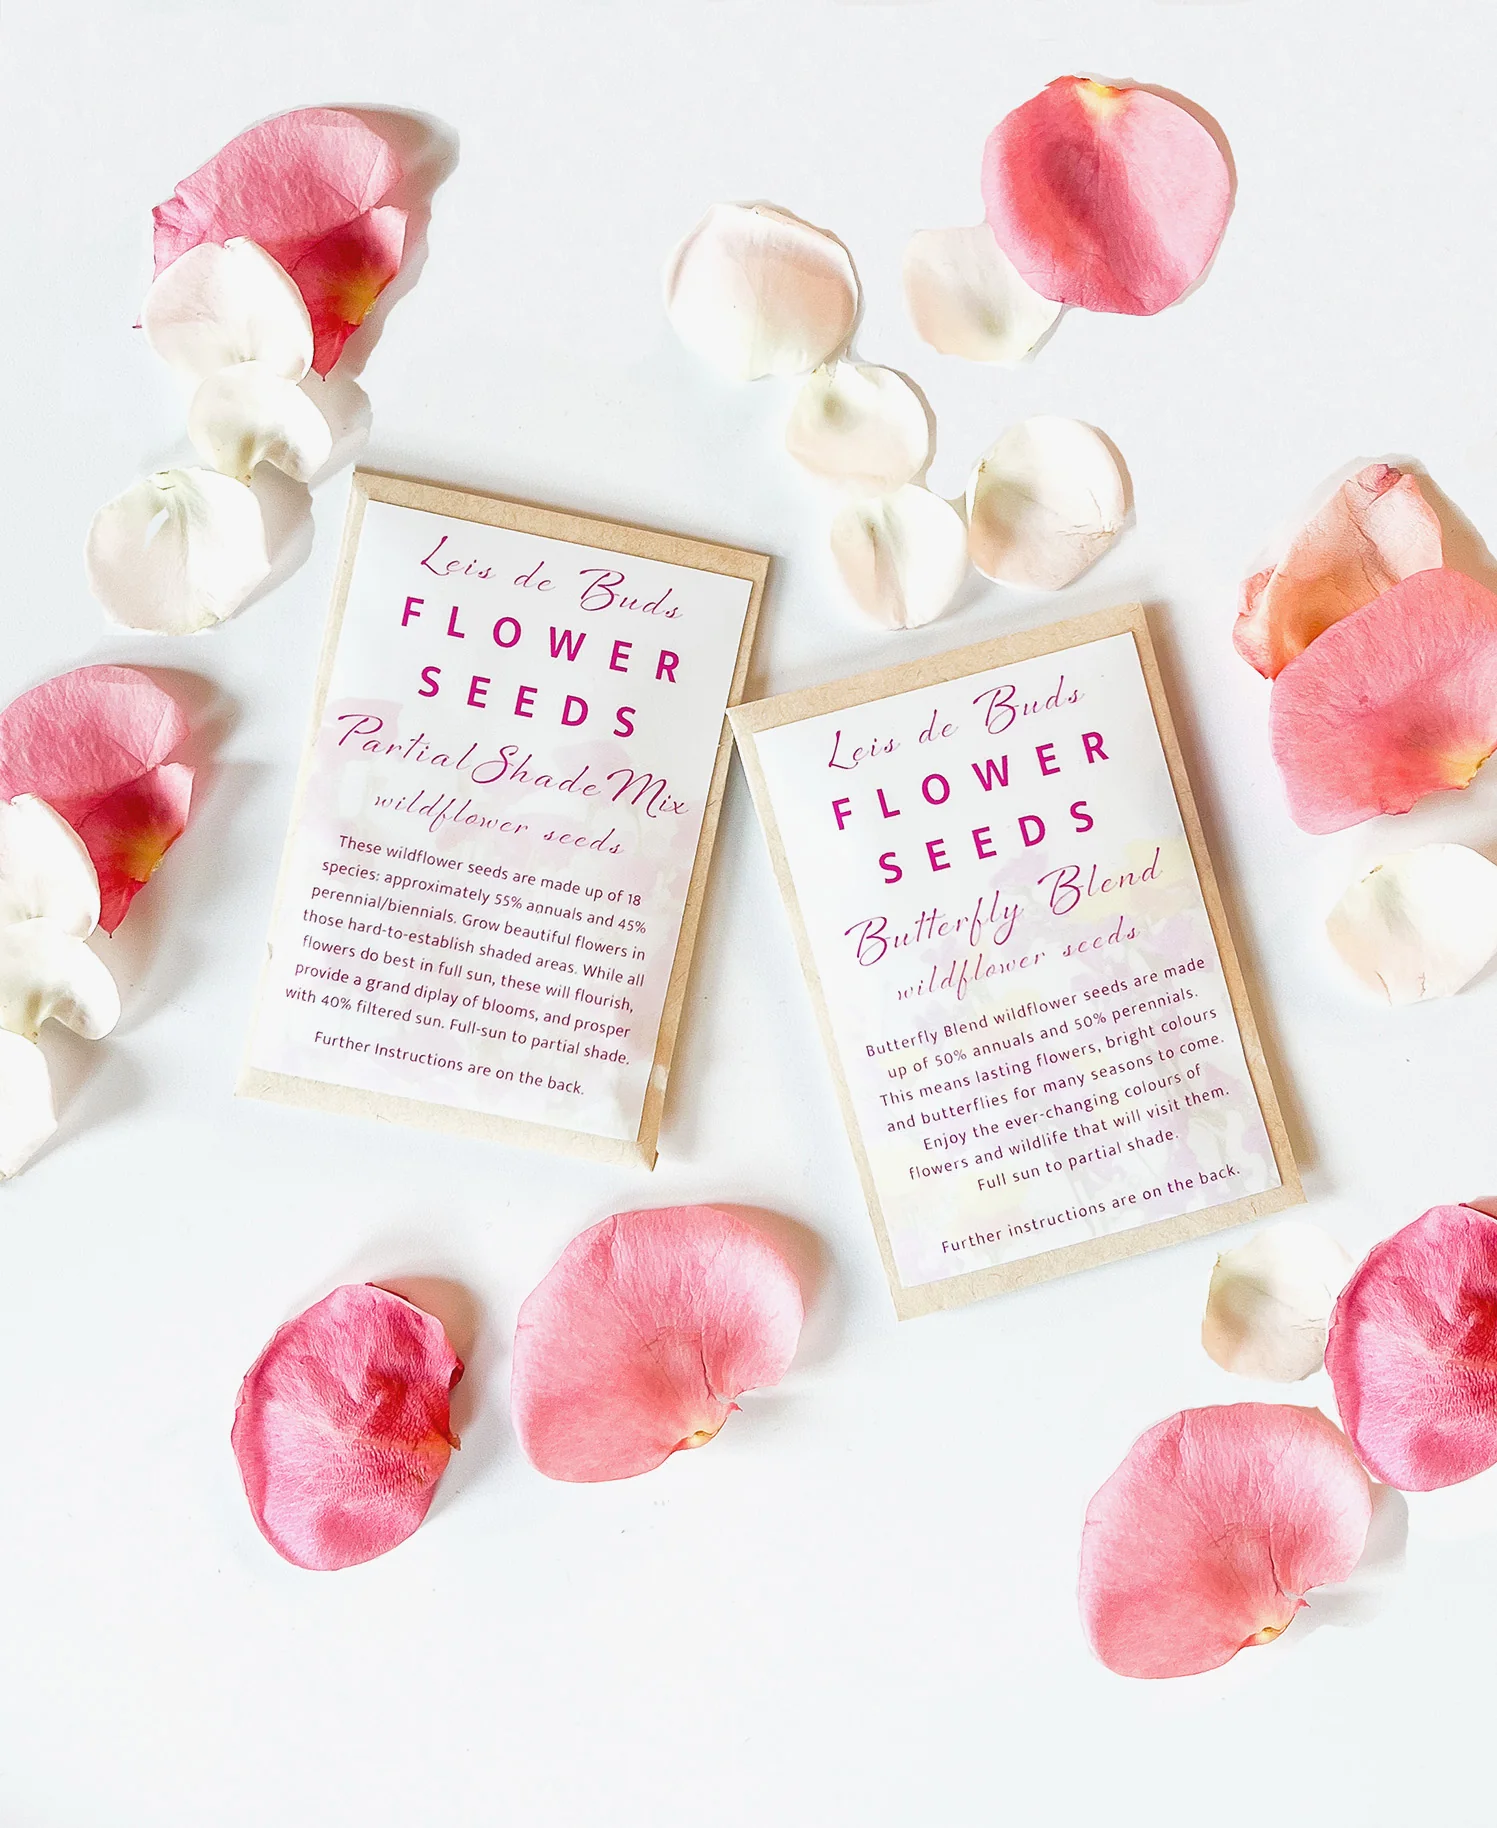 Leis de Buds
FLOWER
SEEDS
Partial Shade Mix
wildflower seeds
These wildflower seeds are made up of 18
species; approximately 55% annuals and 45%
perennial/biennials. Grow beautiful flowers in
those hard-to-establish shaded areas. While all
flowers do best in full sun, these will flourish,
provide a grand diplay of blooms, and prosper
with 40% filtered sun. Full-sun to partial shade.
Further Instructions are on the back.
Leis de Buds
FLOWER
SEEDS
Butterfly Blend
wildflower seeds
Butterfly Blend wildflower seeds are made
up of 50% annuals and 50% perennials.
This means lasting flowers, bright colours
and butterflies for many seasons to come.
Enjoy the ever-changing colours of
flowers and wildlife that will visit them.
Full sun to partial shade.
Further instructions are on the back.